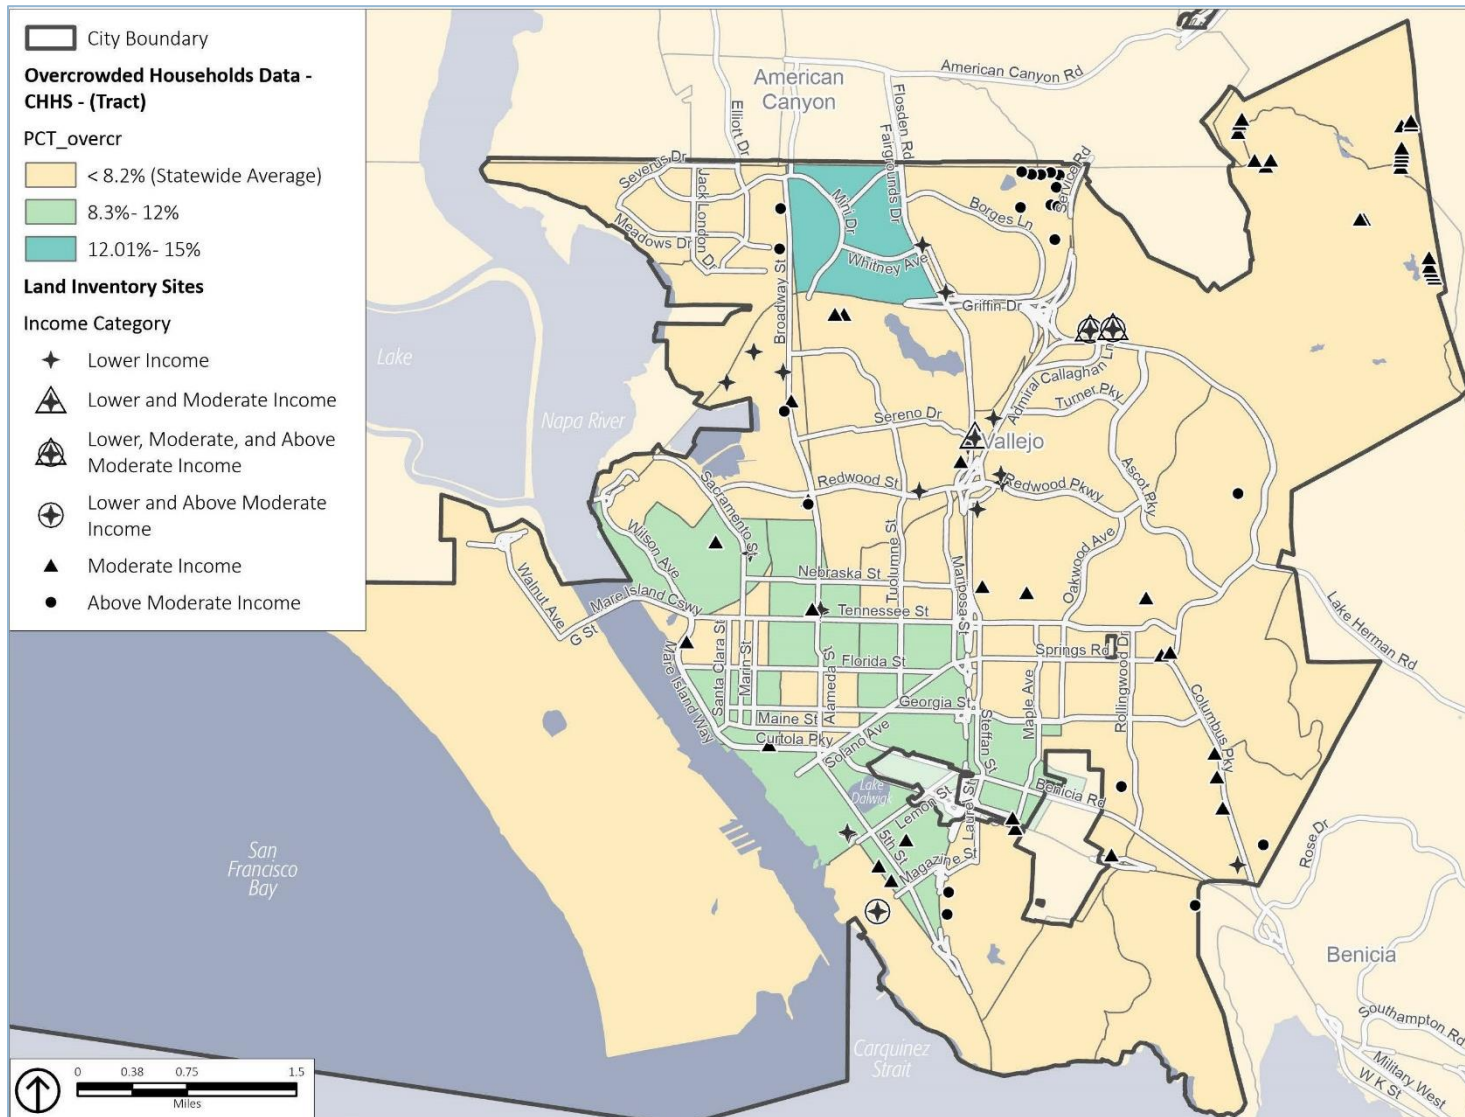 City Boundary
Overcrowded Households Data -
CHHS - (Tract)
PCT_overcr
< 8.2% (Statewide Average)
8.3%- 12%
12.01%- 15%
Land Inventory Sites
Income Category
Lower Income
Lower and Moderate Income
Lower, Moderate, and Above
Moderate Income
Lower and Above Moderate
Income
Moderate Income
Above Moderate Income
American
Canyon
American Canyon Rd
Elliott Dr
Flosden Rd
Fairgrounds Dr
Severus Dr
Jack London Dr
Meadows Dr
Mini Dr
Whitney Ave
Borges Ln
Service Rd
Broadway St
Griffin Dr
Lake
Napa River
Admiral Callaghan Ln
Turner Pky
Sereno Dr
Vallejo
Ascot Pky
Redwood St
Redwood Pkwy
Sacramento St
Wilson Ave
Tuolumne St
Mariposa St
Oakwood Ave
Nebraska St
Walnut Ave
G St
Mare Island Cswy
Tennessee St
Lake Herman Rd
Springs Rd
Rollingwood Dr
Mare Island Way
Santa Clara St
Marin St
Florida St
Alameda St
Georgia St
Maine St
Curtola Pky
Solano Ave
Steffan St
Maple Ave
Columbus Pky
Lake
Dalwigk
Lemon St
Laurel St
Benicia Rd
5th St
Magazine St
Rose Dr
San
Francisco
Bay
Benicia
Southampton Rd
Military West
W K St
Carquinez
Strait
0 0.38 0.75 1.5
Miles